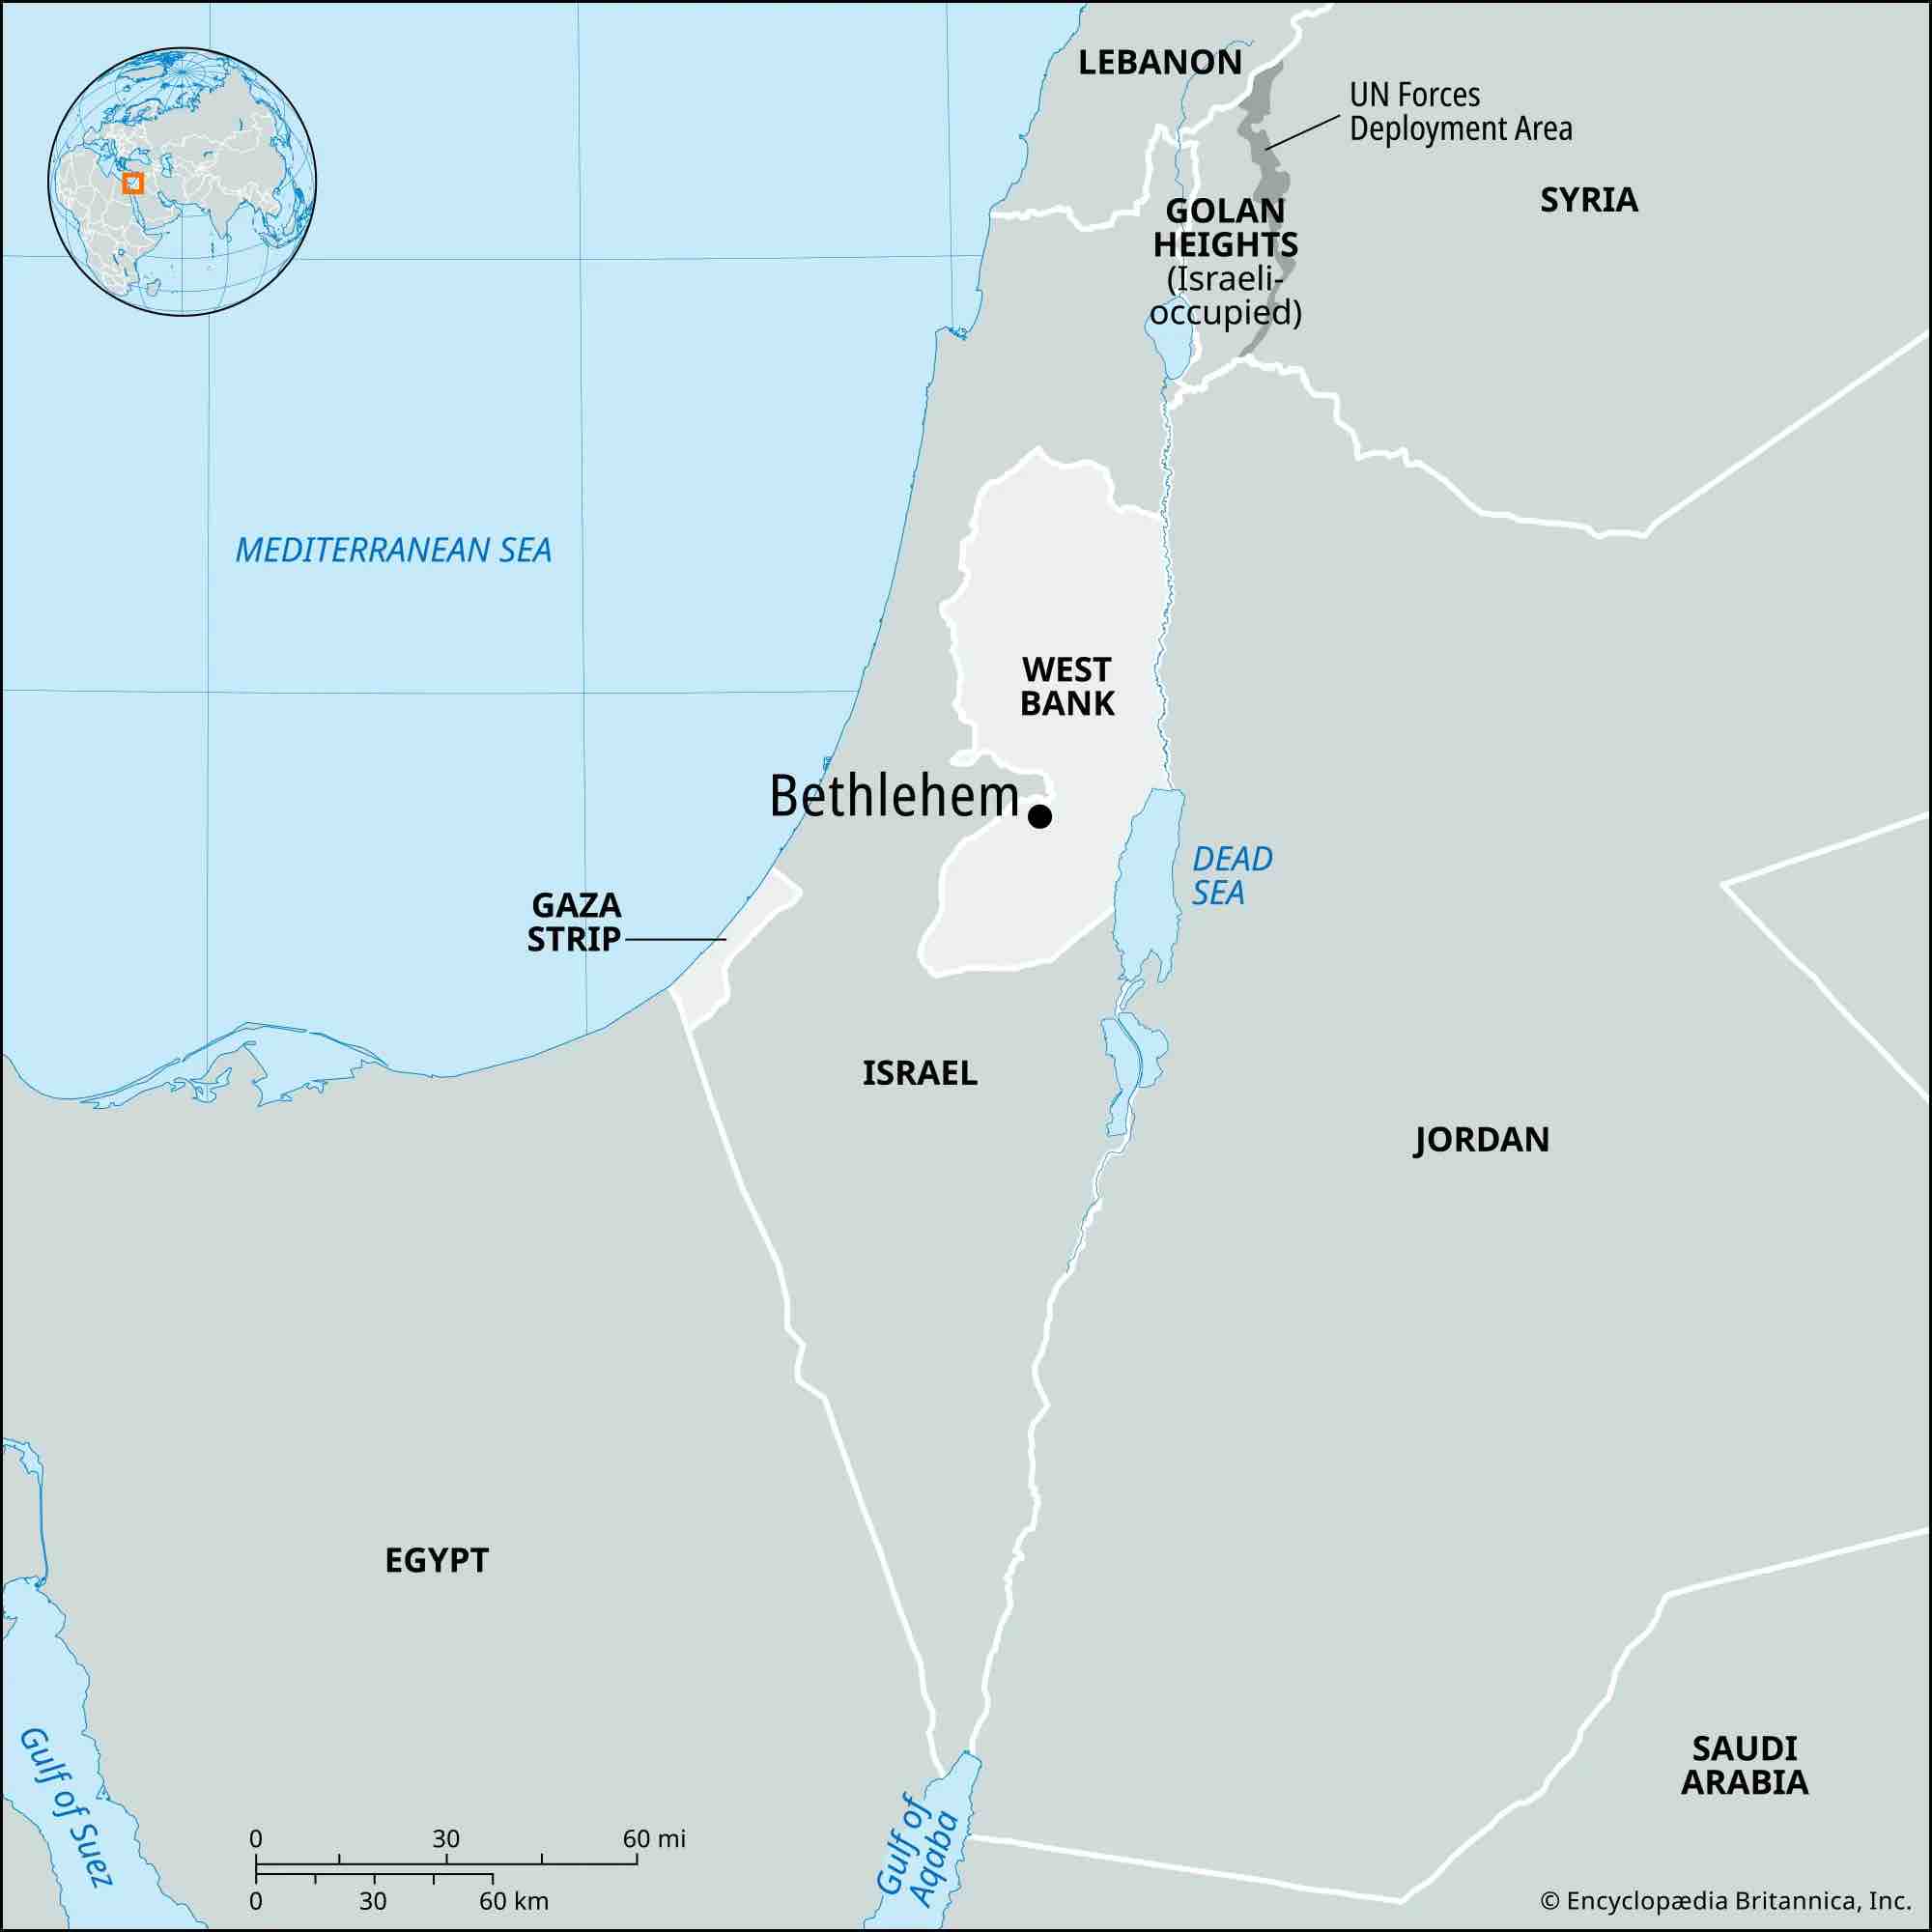 LEBANON
UN Forces
Deployment Area
SYRIA
GOLAN
HEIGHTS
(Israeli-
occupied)
MEDITERRANEAN SEA
WEST
BANK
Bethlehem
DEAD
SEA
GAZA
STRIP
ISRAEL
JORDAN
EGYPT
SAUDI
ARABIA
Gulf of Suez
Gulf of
Aqaba
0 30 60 mi
0 30 60 km
© Encyclopædia Britannica, Inc.